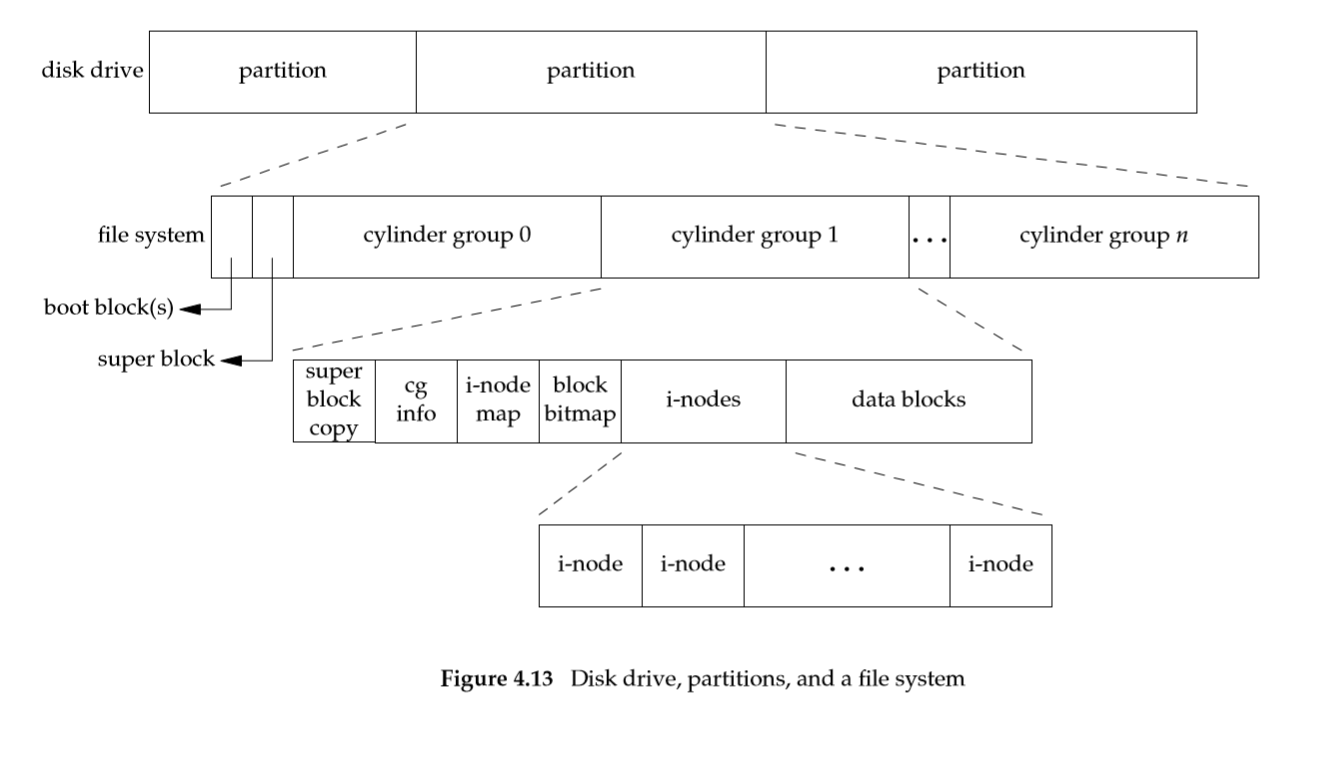 disk drive partition partition partition
file system cylinder group 0 cylinder group 1 ... cylinder group n
boot block(s)
super block
super block copy
cg info
i-node map
block bitmap
i-nodes
data blocks
i-node i-node ... i-node
Figure 4.13 Disk drive, partitions, and a file system